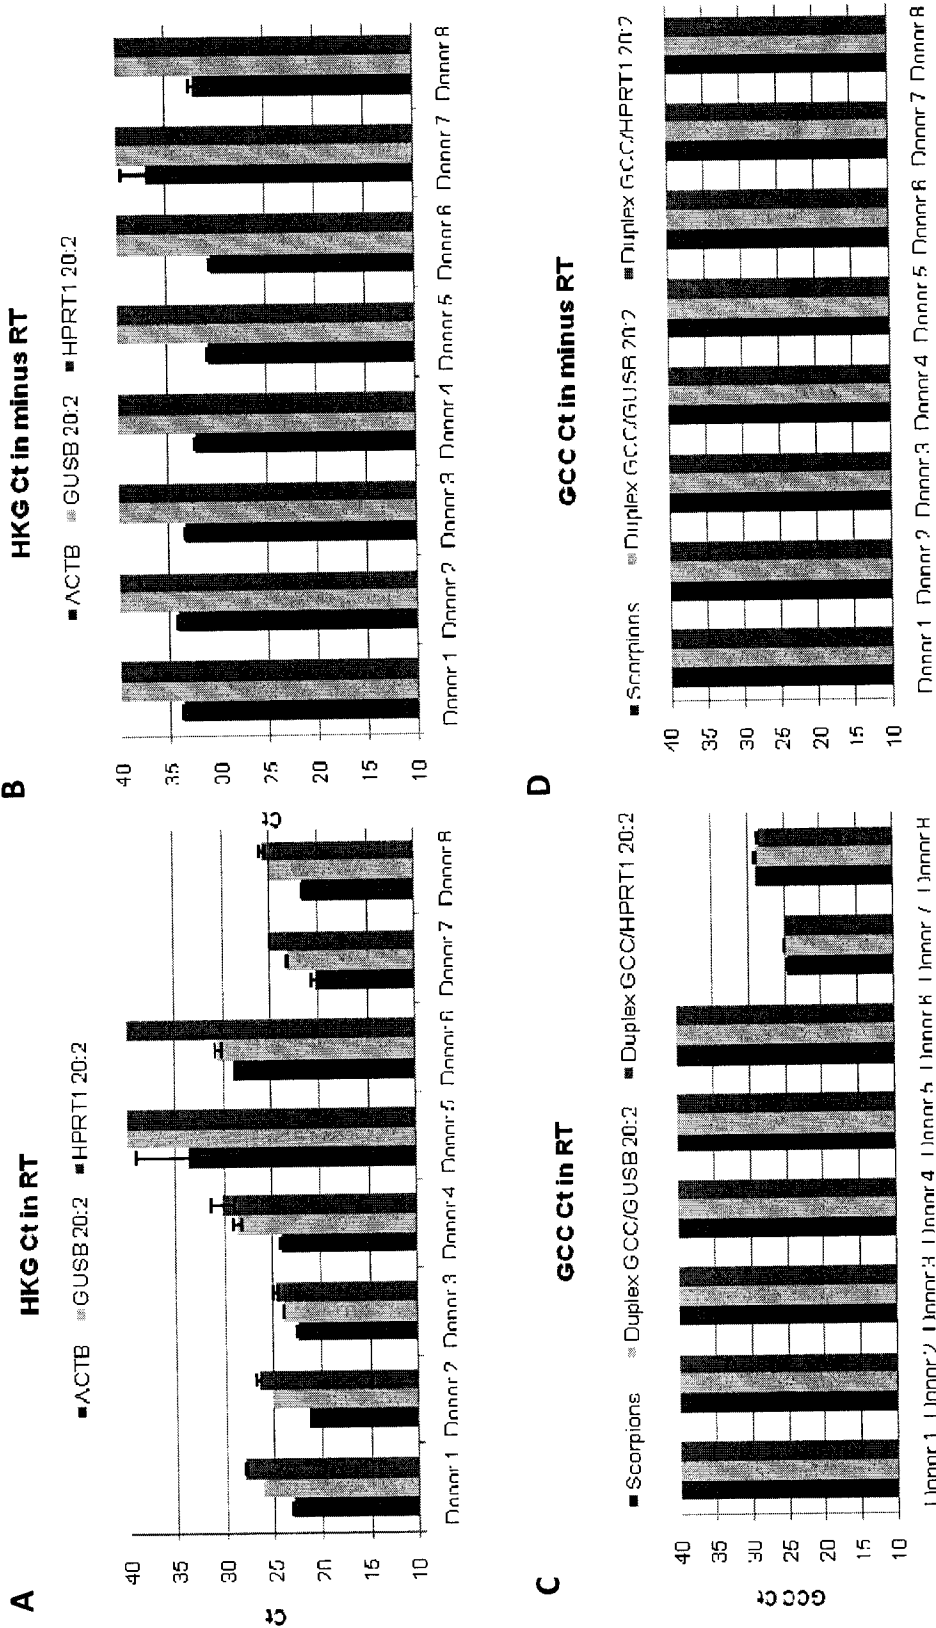 A
HKG Ct in RT
■ ACTB ■ GUSB 20:2 ■ HPRT1 20:2
Ct
40
35
30
25
20
15
10
Donor 1 Donor 2 Donor 3 Donor 4 Donor 5 Donor 6 Donor 7 Donor 8
B
HKG Ct in minus RT
■ ACTB ■ GUSB 20:2 ■ HPRT1 20:2
Ct
40
35
30
25
20
15
10
Donor 1 Donor 2 Donor 3 Donor 4 Donor 5 Donor 6 Donor 7 Donor 8
C
GCC Ct in RT
■ Scorpions ■ Duplex GCC/GUSB 20:2 ■ Duplex GCC/HPRT1 20:2
GCC Ct
40
35
30
25
20
15
10
Donor 1 Donor 2 Donor 3 Donor 4 Donor 5 Donor 6 Donor 7 Donor 8
D
GCC Ct in minus RT
■ Scorpions ■ Duplex GCC/GUSB 20:2 ■ Duplex GCC/HPRT1 20:2
40
35
30
25
20
15
10
Donor 1 Donor 2 Donor 3 Donor 4 Donor 5 Donor 6 Donor 7 Donor 8